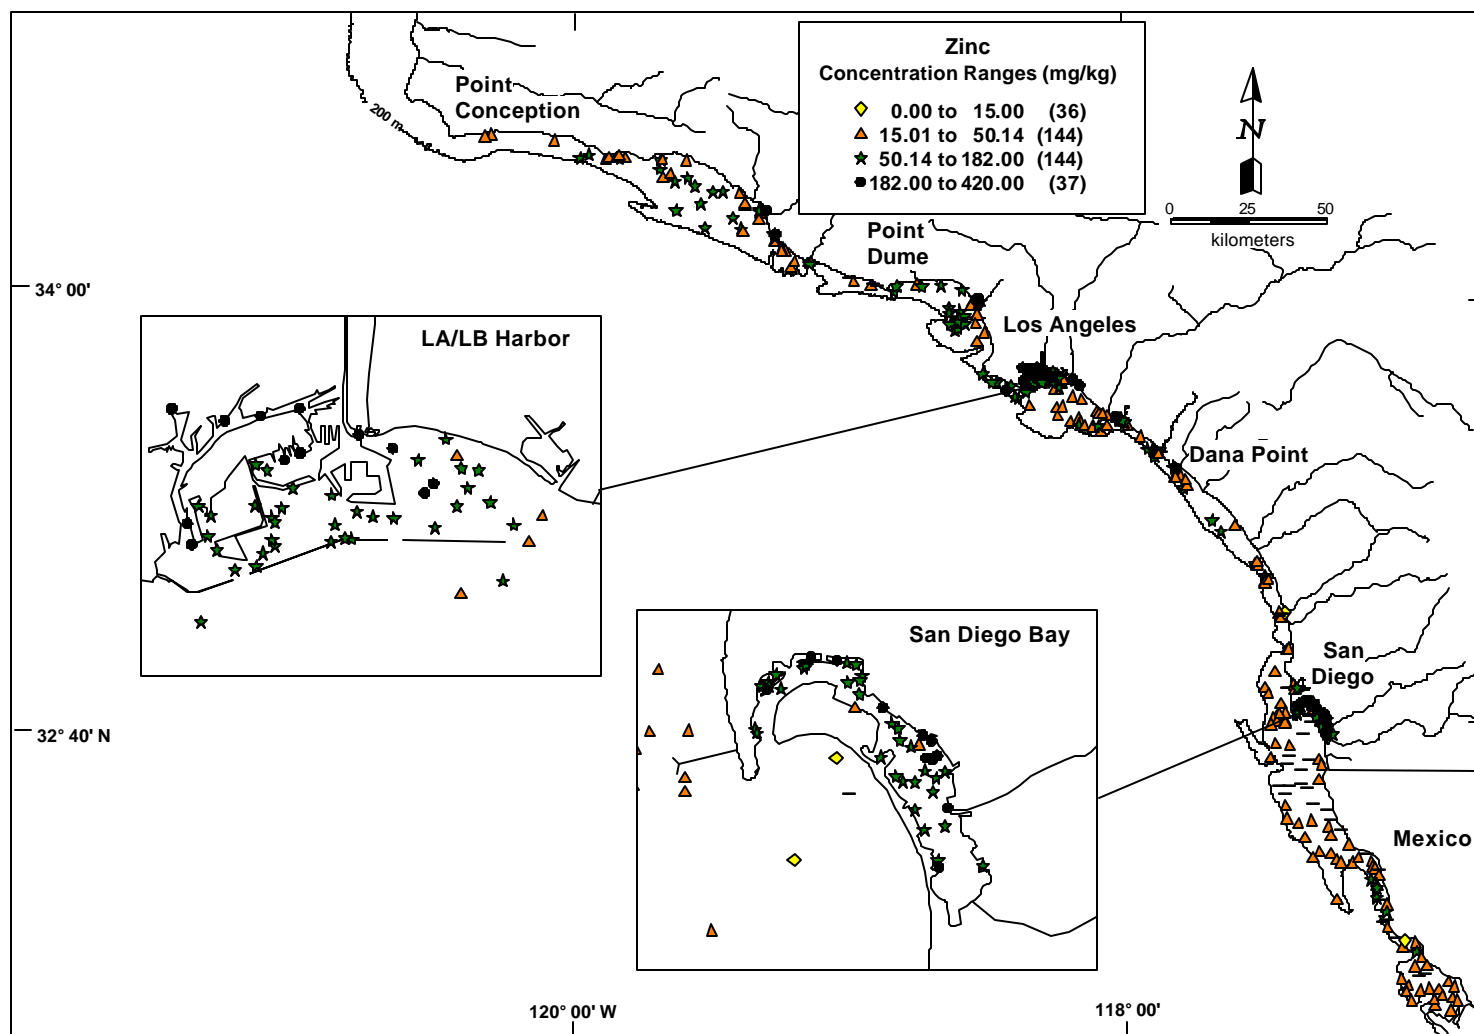 Zinc
Concentration Ranges (mg/kg)
0.00 to 15.00 (36)
15.01 to 50.14 (144)
50.14 to 182.00 (144)
182.00 to 420.00 (37)
N
0 25 50
kilometers
Point
Conception
200 m
Point
Dume
34° 00'
Los Angeles
LA/LB Harbor
Dana Point
San Diego Bay
San
Diego
32° 40' N
Mexico
120° 00' W
118° 00'